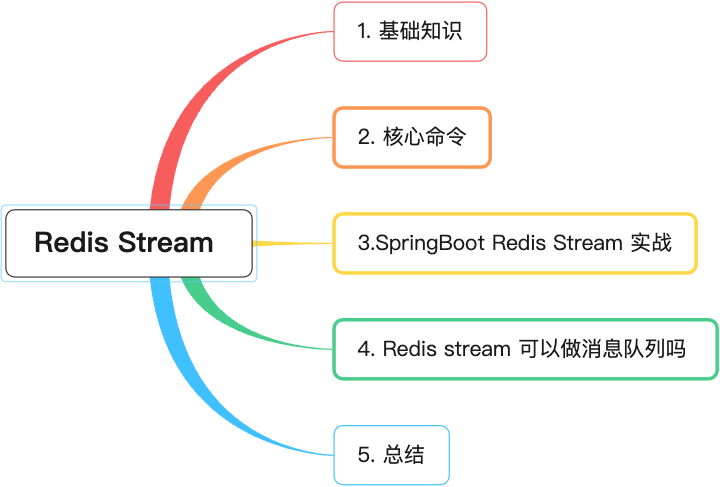 1. 基础知识
2. 核心命令
Redis Stream
3.SpringBoot Redis Stream 实战
4. Redis stream 可以做消息队列吗
5. 总结